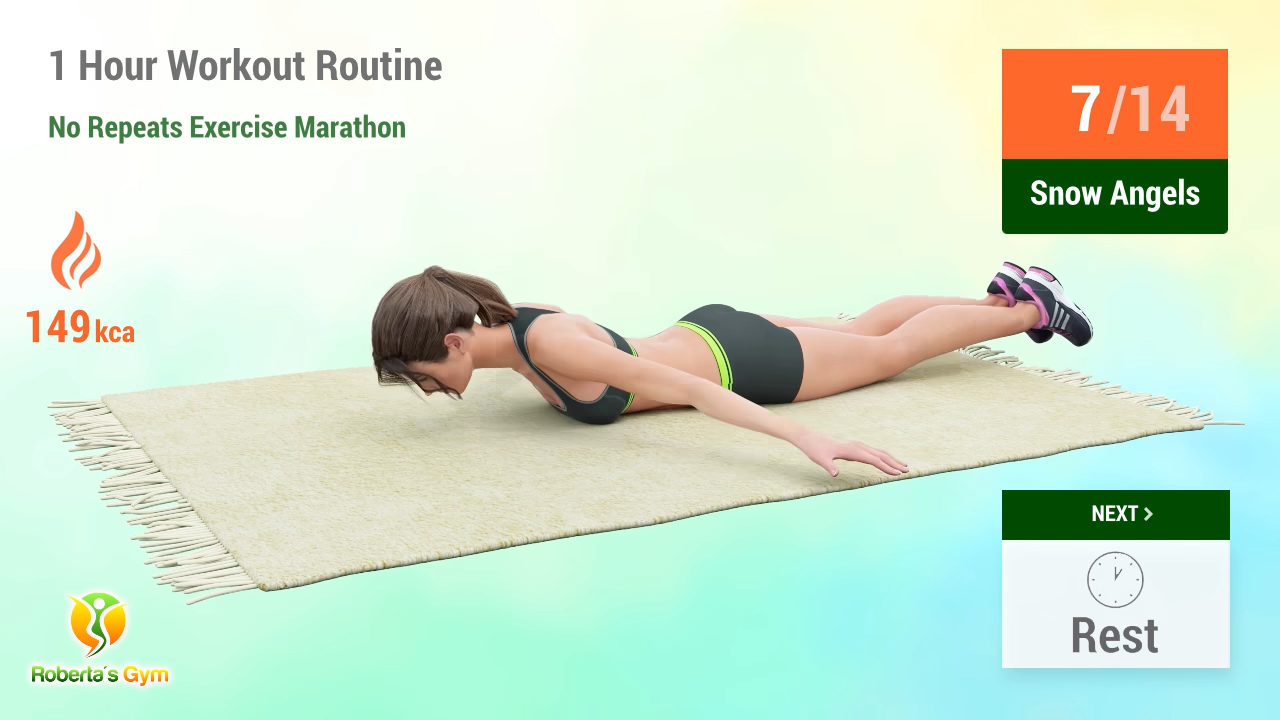 1 Hour Workout Routine
No Repeats Exercise Marathon
7/14
Snow Angels
149 kca
NEXT >
Rest
Roberta´s Gym